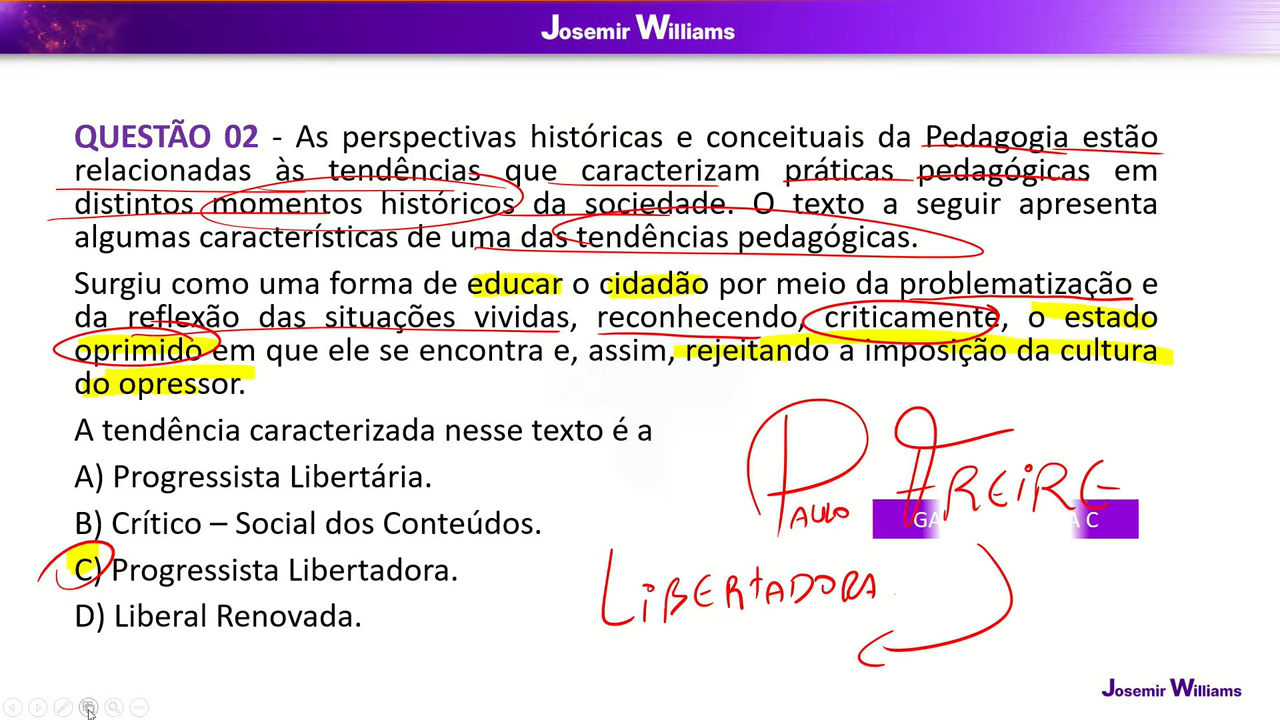 Josemir Williams
QUESTÃO 02 - As perspectivas históricas e conceituais da Pedagogia estão
relacionadas às tendências que caracterizam práticas pedagógicas em
distintos momentos históricos da sociedade. O texto a seguir apresenta
algumas características de uma das tendências pedagógicas.
Surgiu como uma forma de educar o cidadão por meio da problematização e
da reflexão das situações vividas, reconhecendo, criticamente, o estado
oprimido em que ele se encontra e, assim, rejeitando a imposição da cultura
do opressor.
A tendência caracterizada nesse texto é a
A) Progressista Libertária.
B) Crítico – Social dos Conteúdos.
C) Progressista Libertadora.
D) Liberal Renovada.
PAULO FREIRE
GA A C
LIBERTADORA
Josemir Williams